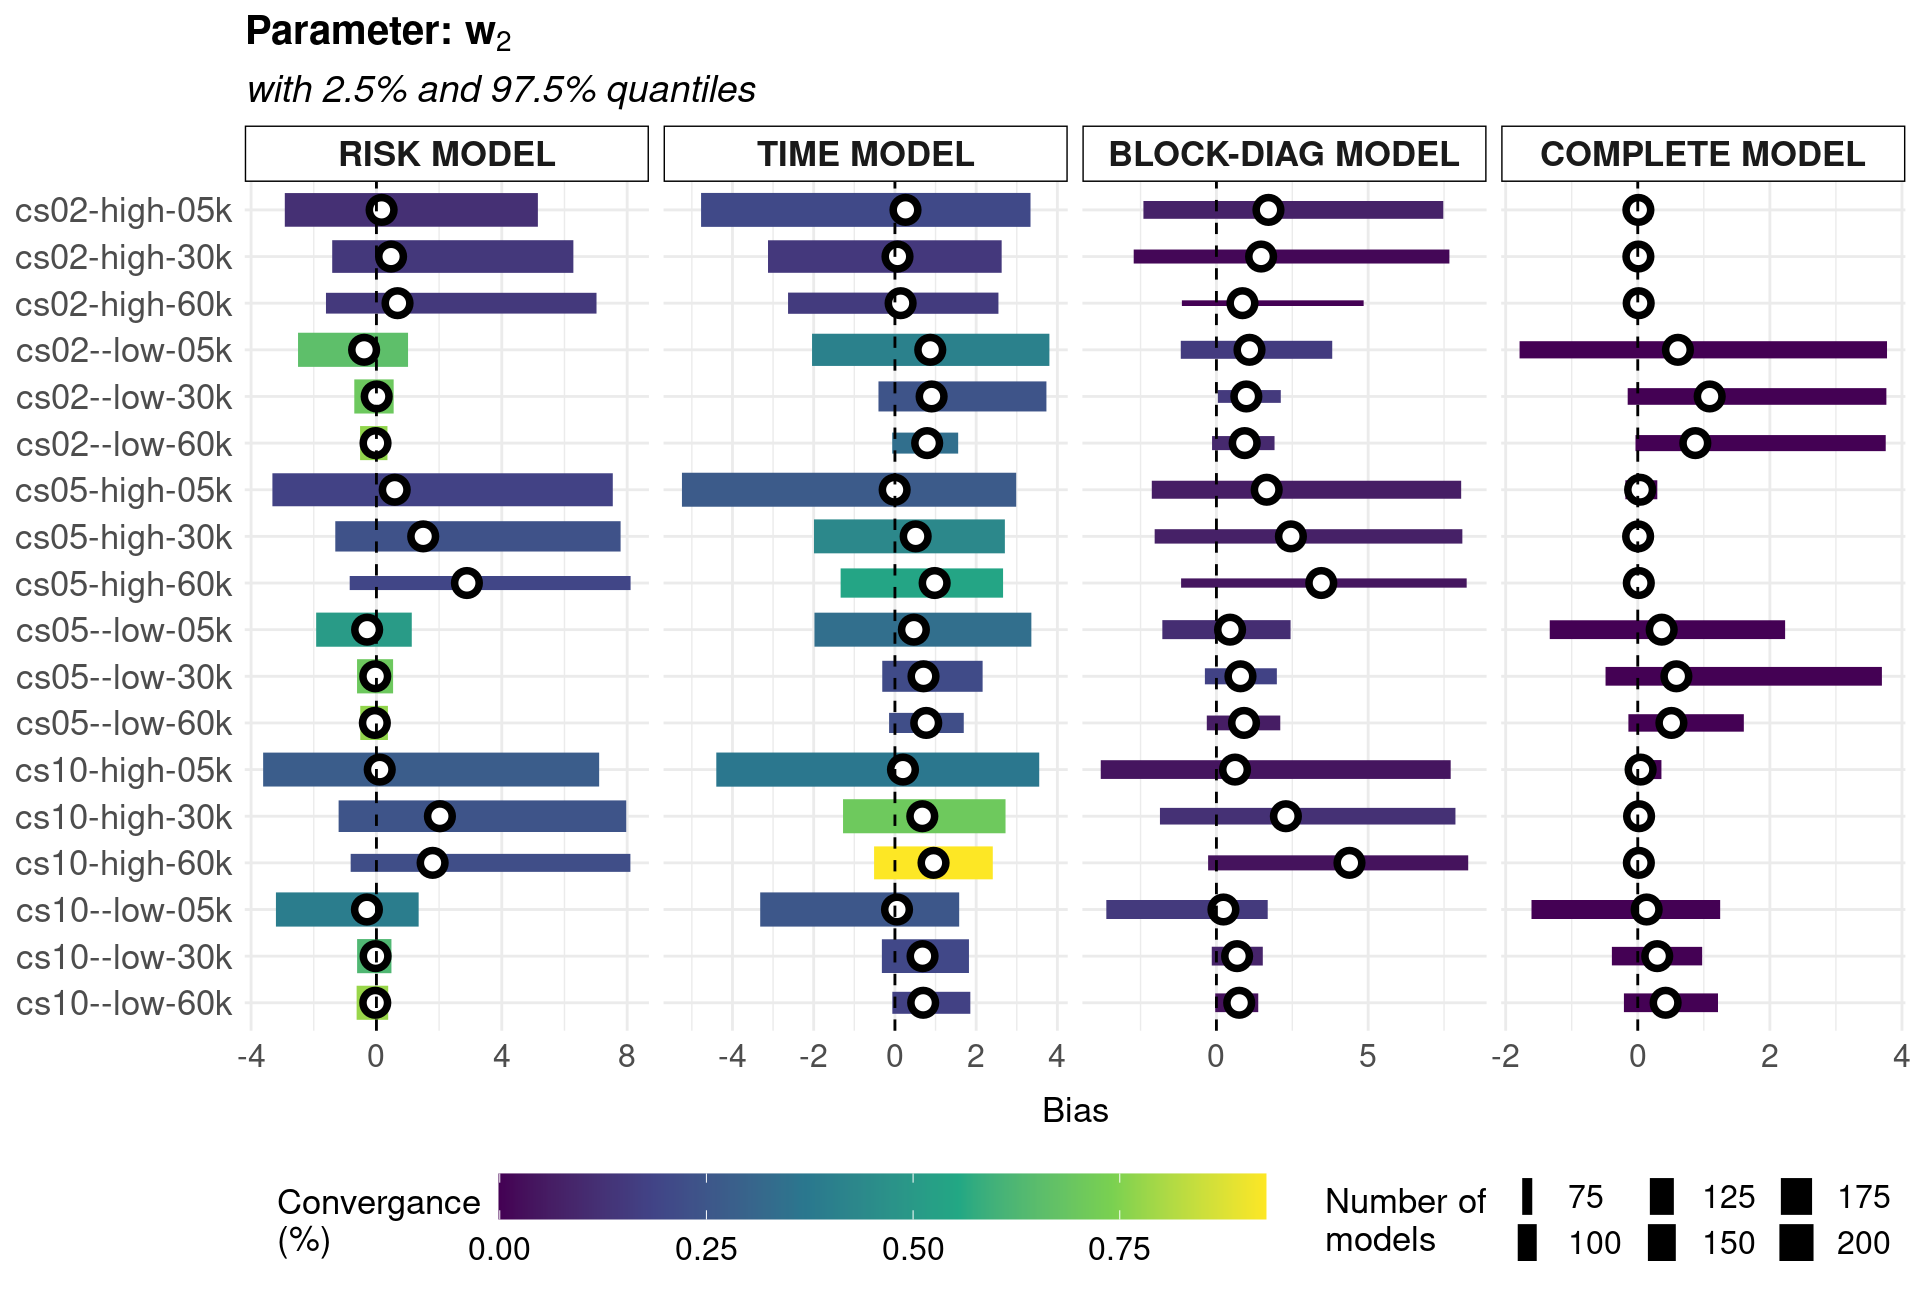 Parameter: w₂
with 2.5% and 97.5% quantiles
RISK MODEL TIME MODEL BLOCK-DIAG MODEL COMPLETE MODEL
cs02-high-05k
cs02-high-30k
cs02-high-60k
cs02--low-05k
cs02--low-30k
cs02--low-60k
cs05-high-05k
cs05-high-30k
cs05-high-60k
cs05--low-05k
cs05--low-30k
cs05--low-60k
cs10-high-05k
cs10-high-30k
cs10-high-60k
cs10--low-05k
cs10--low-30k
cs10--low-60k
-4 0 4 8 -4 -2 0 2 4 0 5 -2 0 2 4
Bias
Convergance
(%)
0.00 0.25 0.50 0.75
Number of
models
75 125 175
100 150 200